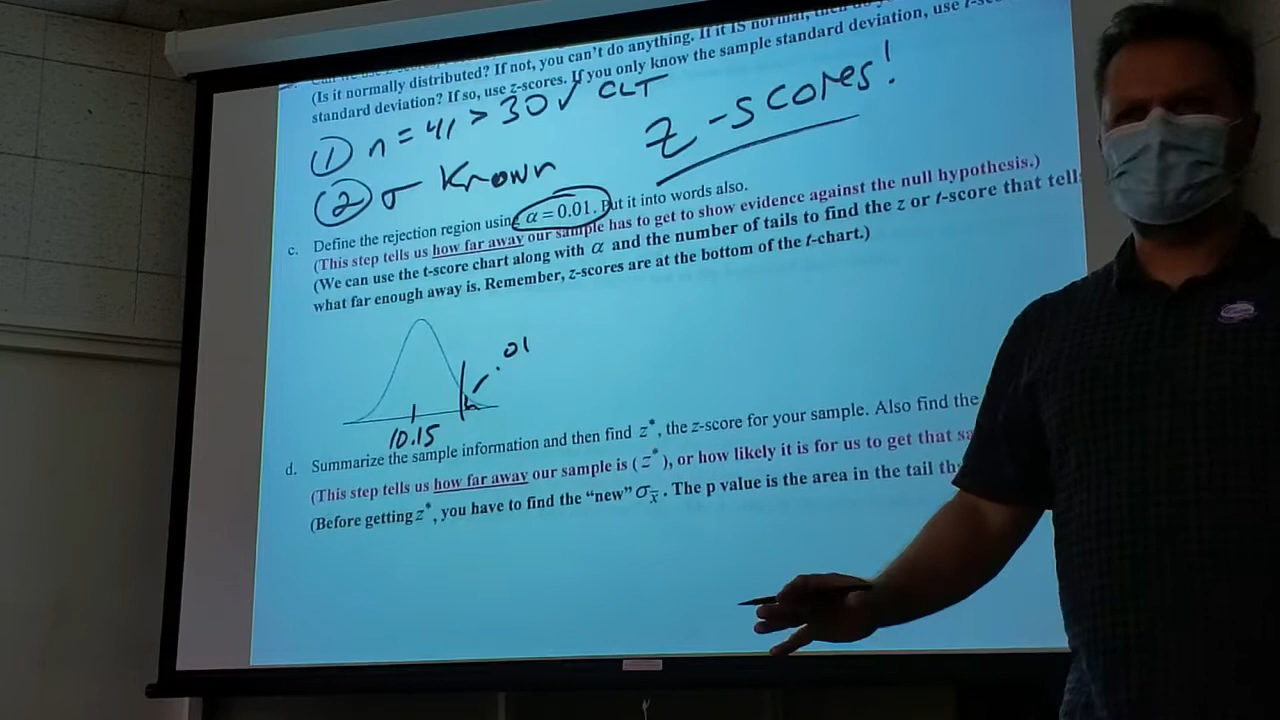 (Is it normally distributed? If not, you can't do anything. If it IS normal, then
standard deviation? If so, use z-scores. If you only know the sample standard deviation, use
① n = 41 > 30 ✓ CLT
② σ Known
z-scores!
c. Define the rejection region using α = 0.01. Put it into words also.
(This step tells us how far away our sample has to get to show evidence against the null hypothesis.)
(We can use the t-score chart along with α and the number of tails to find the z or t-score that tell
what far enough away is. Remember, z-scores are at the bottom of the t-chart.)
.01
10.15
d. Summarize the sample information and then find z*, the z-score for your sample. Also find the
(This step tells us how far away our sample is (z*), or how likely it is for us to get that
(Before getting z*, you have to find the "new" σx̅. The p value is the area in the tail